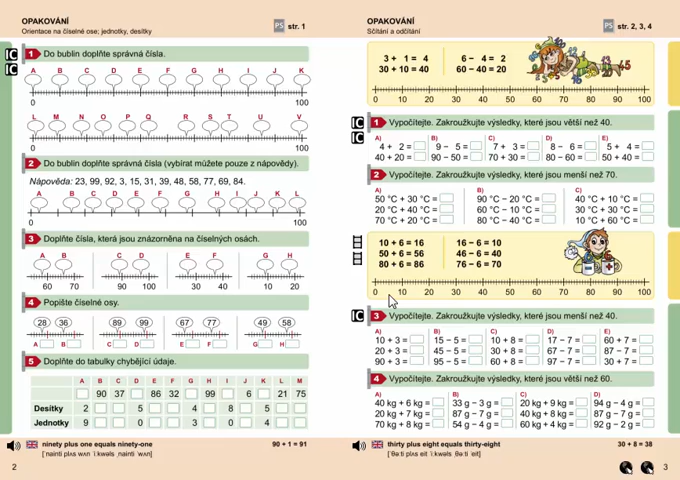 OPAKOVÁNÍ
Orientace na číselné ose; jednotky, desítky
PS str. 1
1 Do bublin doplňte správná čísla.
A B C D E F G H I J K
0 100
L M N O P Q R S T U V
0 100
2 Do bublin doplňte správná čísla (vybírat můžete pouze z nápovědy).
Nápověda: 23, 99, 92, 3, 15, 31, 39, 48, 58, 77, 69, 84.
A B C D E F G H I J K L
0 100
3 Doplňte čísla, která jsou znázorněna na číselných osách.
A B C D E F G H
60 70 90 100 30 40 10 20
4 Popište číselné osy.
28 36 89 99 67 77 49 58
A B C D E F G H
5 Doplňte do tabulky chybějící údaje.
A B C D E F G H I J K L M
90 37 86 32 99 6 21 75
Desítky 2 5 4 8 5
Jednotky 9 0 3 0 4
ninety plus one equals ninety-one 90 + 1 = 91
[ˈnainti plʌs wʌn ˈiːkwəls ˌnainti ˈwʌn]
2
OPAKOVÁNÍ
Sčítání a odčítání
PS str. 2, 3, 4
3 + 1 = 4 6 – 4 = 2
30 + 10 = 40 60 – 40 = 20
0 10 20 30 40 50 60 70 80 90 100
1 Vypočítejte. Zakroužkujte výsledky, které jsou větší než 40.
A) B) C) D) E)
4 + 2 = 9 – 5 = 7 + 3 = 8 – 6 = 5 + 4 =
40 + 20 = 90 – 50 = 70 + 30 = 80 – 60 = 50 + 40 =
2 Vypočítejte. Zakroužkujte výsledky, které jsou menší než 70.
A) B) C)
50 °C + 30 °C = 90 °C – 20 °C = 40 °C + 10 °C =
20 °C + 40 °C = 60 °C – 10 °C = 30 °C + 30 °C =
70 °C + 20 °C = 80 °C – 40 °C = 10 °C + 60 °C =
10 + 6 = 16 16 – 6 = 10
50 + 6 = 56 46 – 6 = 40
80 + 6 = 86 76 – 6 = 70
0 10 20 30 40 50 60 70 80 90 100
3 Vypočítejte. Zakroužkujte výsledky, které jsou menší než 40.
A) B) C) D) E)
10 + 3 = 15 – 5 = 10 + 8 = 17 – 7 = 60 + 7 =
20 + 3 = 45 – 5 = 30 + 8 = 67 – 7 = 87 – 7 =
90 + 3 = 95 – 5 = 60 + 8 = 97 – 7 = 30 + 7 =
4 Vypočítejte. Zakroužkujte výsledky, které jsou větší než 60.
A) B) C) D)
40 kg + 6 kg = 33 g – 3 g = 20 kg + 9 kg = 94 g – 4 g =
20 kg + 7 kg = 87 g – 7 g = 40 kg + 8 kg = 87 g – 7 g =
70 kg + 8 kg = 54 g – 4 g = 60 kg + 4 kg = 92 g – 2 g =
thirty plus eight equals thirty-eight 30 + 8 = 38
3